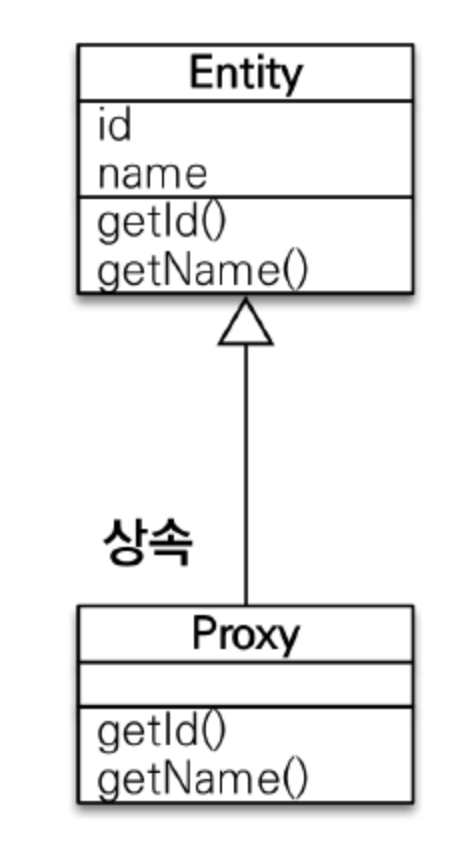 Entity
id
name
getId()
getName()
상속
Proxy
getId()
getName()